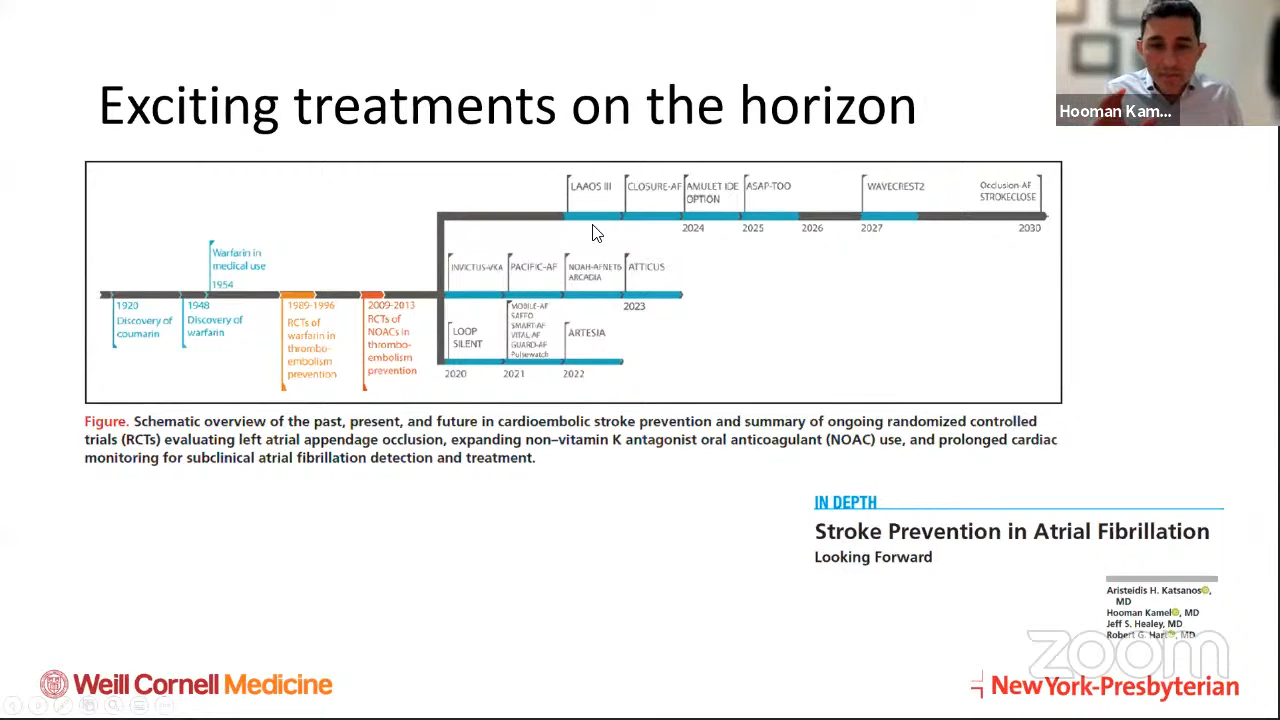 Exciting treatments on the horizon
Hooman Kam...
LAAOS III
CLOSURE-AF
AMULET IDE
OPTION
ASAP-TOO
WAVECREST2
Occlusion-AF
STROKECLOSE
2024
2025
2026
2027
2030
Warfarin in
medical use
1954
INVICTUS-VKA
PACIFIC-AF
NOAH-AFNET6
ARCADIA
ATTICUS
1920
Discovery of
coumarin
1948
Discovery of
warfarin
1989-1996
RCTs of
warfarin in
thrombo-
embolism
prevention
2009-2013
RCTs of
NOACs in
thrombo-
embolism
prevention
2023
LOOP
SILENT
MOBILE-AF
SAFFO
SMART-AF
VITAL-AF
GUARD-AF
Pulsewatch
ARTESIA
2020
2021
2022
Figure. Schematic overview of the past, present, and future in cardioembolic stroke prevention and summary of ongoing randomized controlled
trials (RCTs) evaluating left atrial appendage occlusion, expanding non–vitamin K antagonist oral anticoagulant (NOAC) use, and prolonged cardiac
monitoring for subclinical atrial fibrillation detection and treatment.
IN DEPTH
Stroke Prevention in Atrial Fibrillation
Looking Forward
Aristeidis H. Katsanos,
MD
Hooman Kamel, MD
Jeff S. Healey, MD
Robert G. Hart, MD
zoom
Weill Cornell Medicine
NewYork-Presbyterian